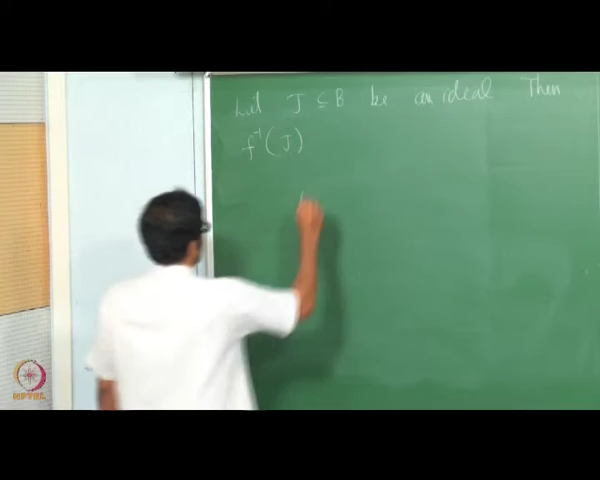 Let J ⊆ B be an ideal Then
f⁻¹(J)
NPTEL